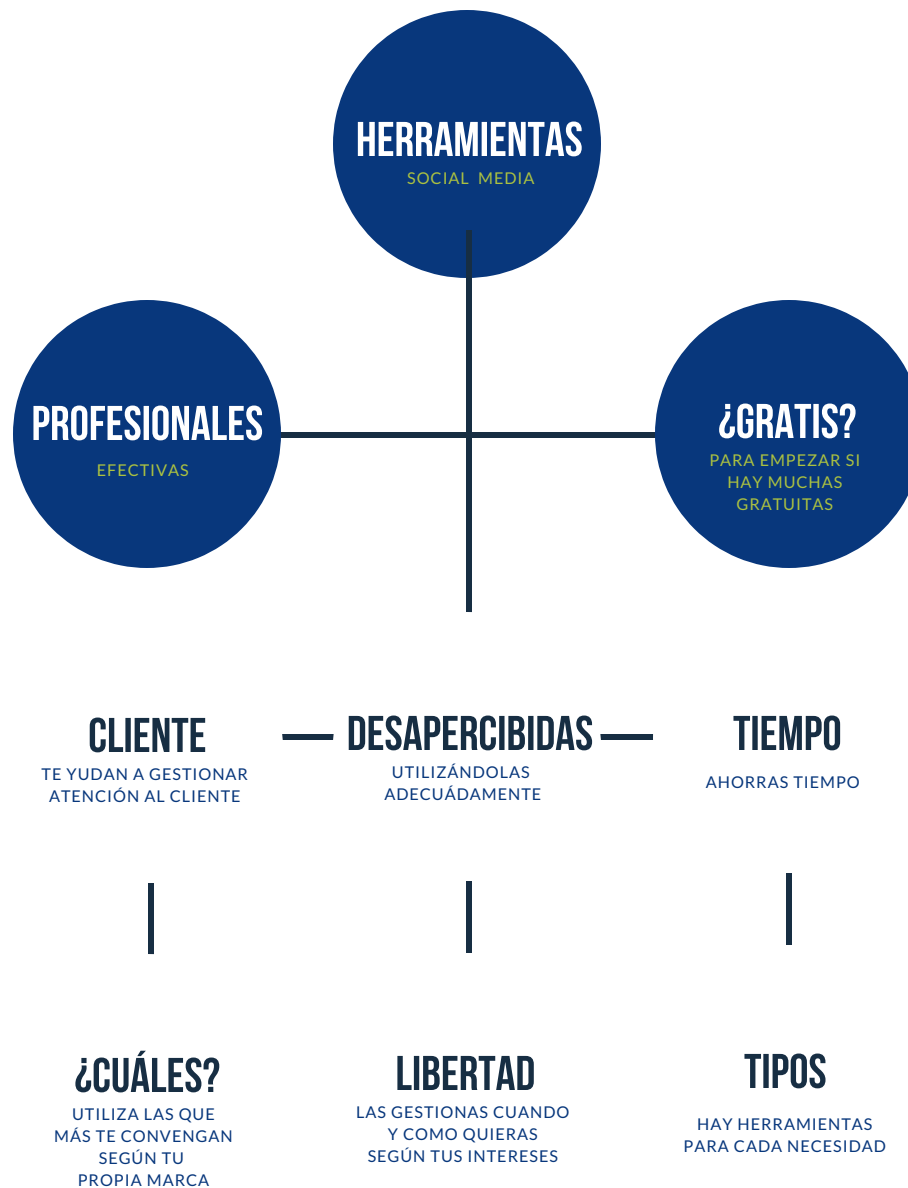 HERRAMIENTAS
SOCIAL MEDIA
PROFESIONALES
EFECTIVAS
¿GRATIS?
PARA EMPEZAR SI
HAY MUCHAS
GRATUITAS
CLIENTE
TE YUDAN A GESTIONAR
ATENCIÓN AL CLIENTE
DESAPERCIBIDAS
UTILIZÁNDOLAS
ADECUÁDAMENTE
TIEMPO
AHORRAS TIEMPO
¿CUÁLES?
UTILIZA LAS QUE
MÁS TE CONVENGAN
SEGÚN TU
PROPIA MARCA
LIBERTAD
LAS GESTIONAS CUANDO
Y COMO QUIERAS
SEGÚN TUS INTERESES
TIPOS
HAY HERRAMIENTAS
PARA CADA NECESIDAD